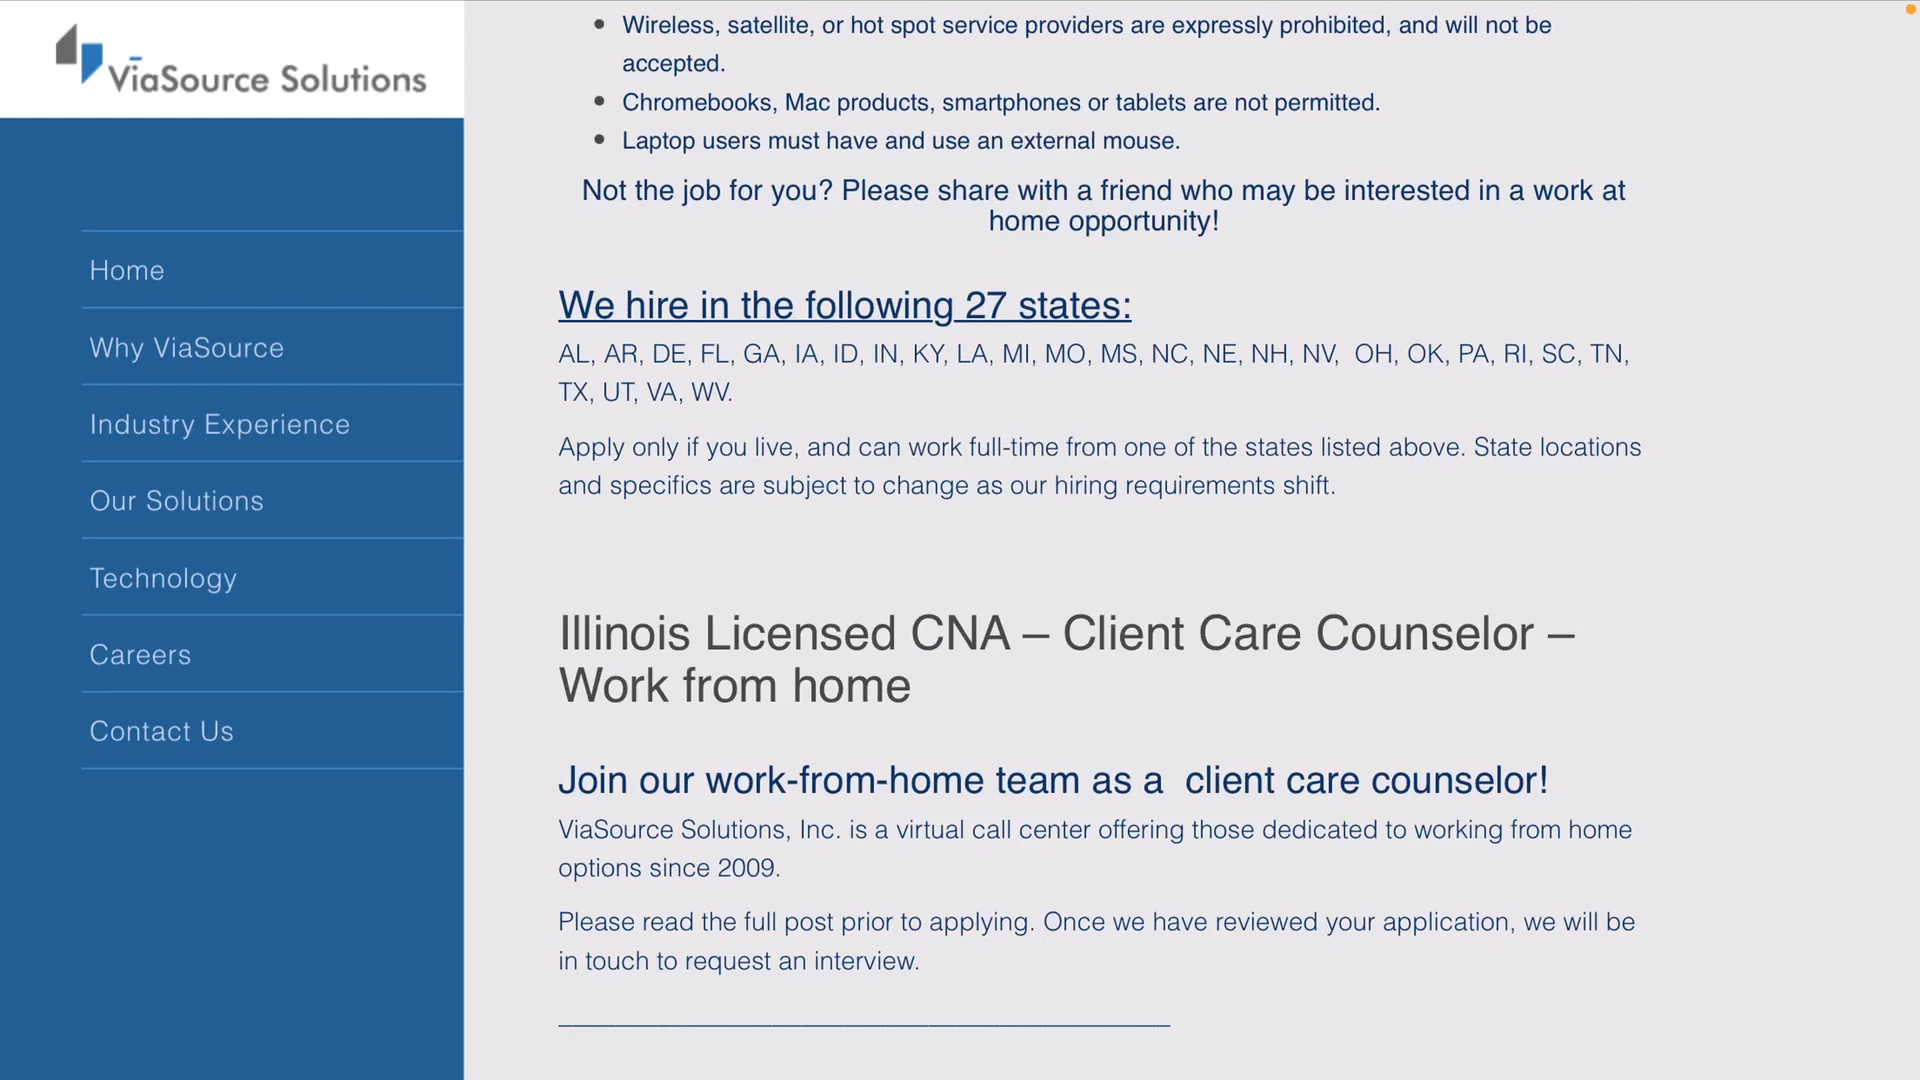 ViaSource Solutions
Home
Why ViaSource
Industry Experience
Our Solutions
Technology
Careers
Contact Us
Wireless, satellite, or hot spot service providers are expressly prohibited, and will not be
accepted.
Chromebooks, Mac products, smartphones or tablets are not permitted.
Laptop users must have and use an external mouse.
Not the job for you? Please share with a friend who may be interested in a work at
home opportunity!
We hire in the following 27 states:
AL, AR, DE, FL, GA, IA, ID, IN, KY, LA, MI, MO, MS, NC, NE, NH, NV,  OH, OK, PA, RI, SC, TN,
TX, UT, VA, WV.
Apply only if you live, and can work full-time from one of the states listed above. State locations
and specifics are subject to change as our hiring requirements shift.
Illinois Licensed CNA – Client Care Counselor –
Work from home
Join our work-from-home team as a  client care counselor!
ViaSource Solutions, Inc. is a virtual call center offering those dedicated to working from home
options since 2009.
Please read the full post prior to applying. Once we have reviewed your application, we will be
in touch to request an interview.